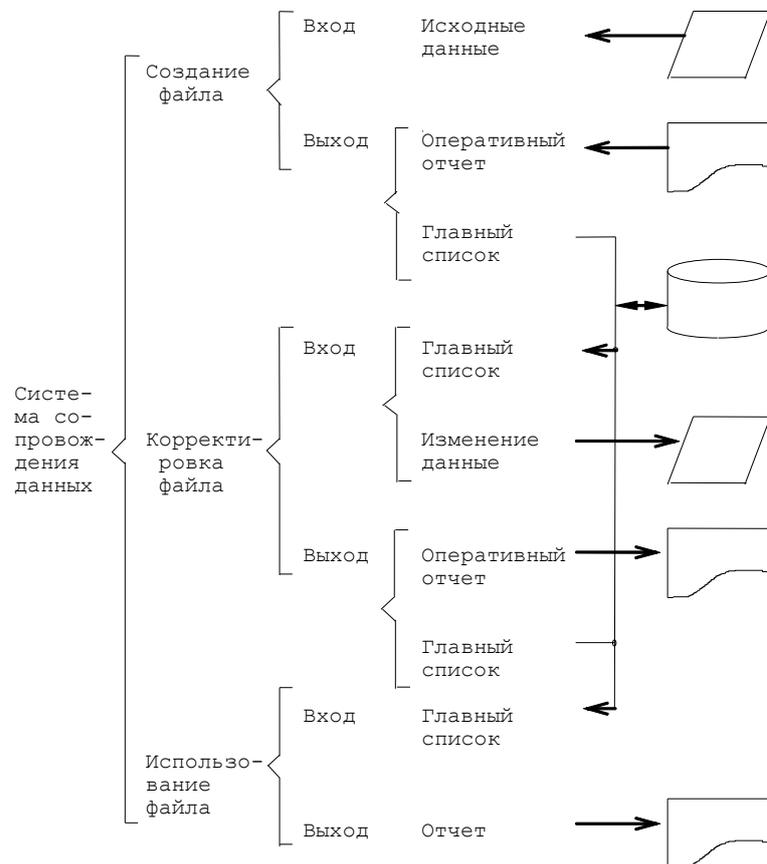 Вход
Исходные
данные
Создание
файла
Выход
Оперативный
отчет
Главный
список
Вход
Главный
список
Систе-
ма со-
провож-
дения
данных
Корректи-
ровка
файла
Изменение
данные
Выход
Оперативный
отчет
Главный
список
Вход
Главный
список
Использо-
вание
файла
Выход
Отчет